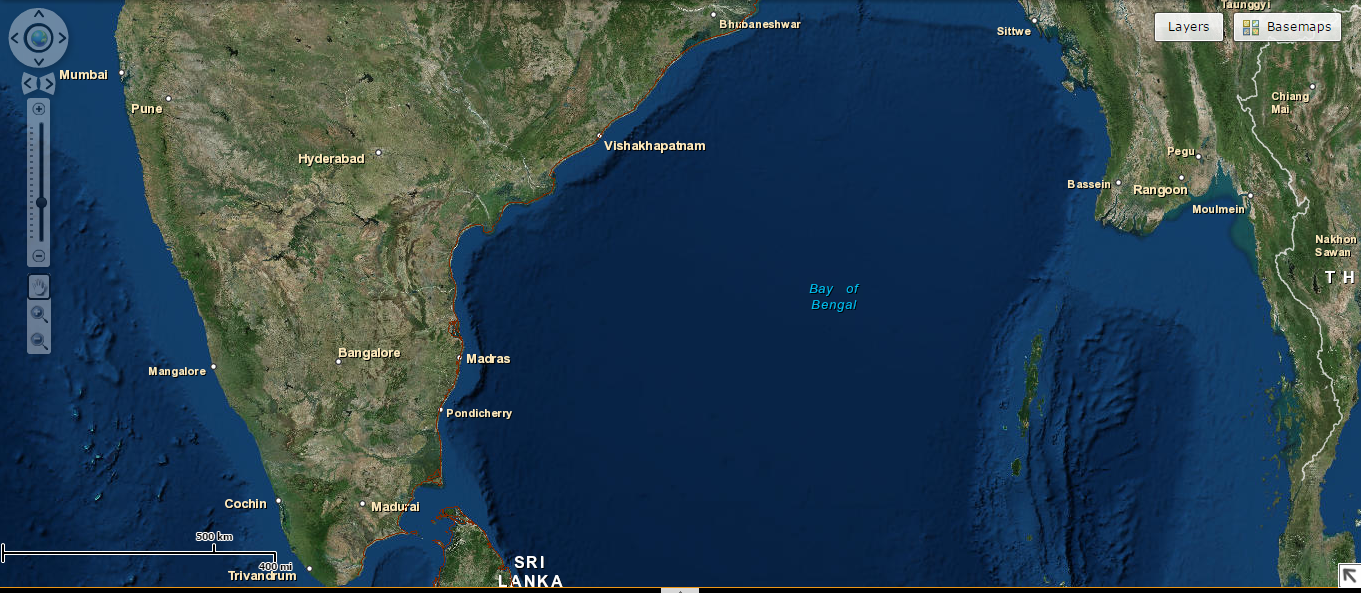 Taunggyi
Bhubaneshwar
Sittwe
Layers
Basemaps
Mumbai
Pune
Chiang
Mai
Vishakhapatnam
Hyderabad
Pegu
Bassein
Rangoon
Moulmein
Nakhon
Sawan
T H
Bay of
Bengal
Bangalore
Madras
Mangalore
Pondicherry
Cochin
Madurai
500 km
400 mi
Trivandrum
SRI
LANKA